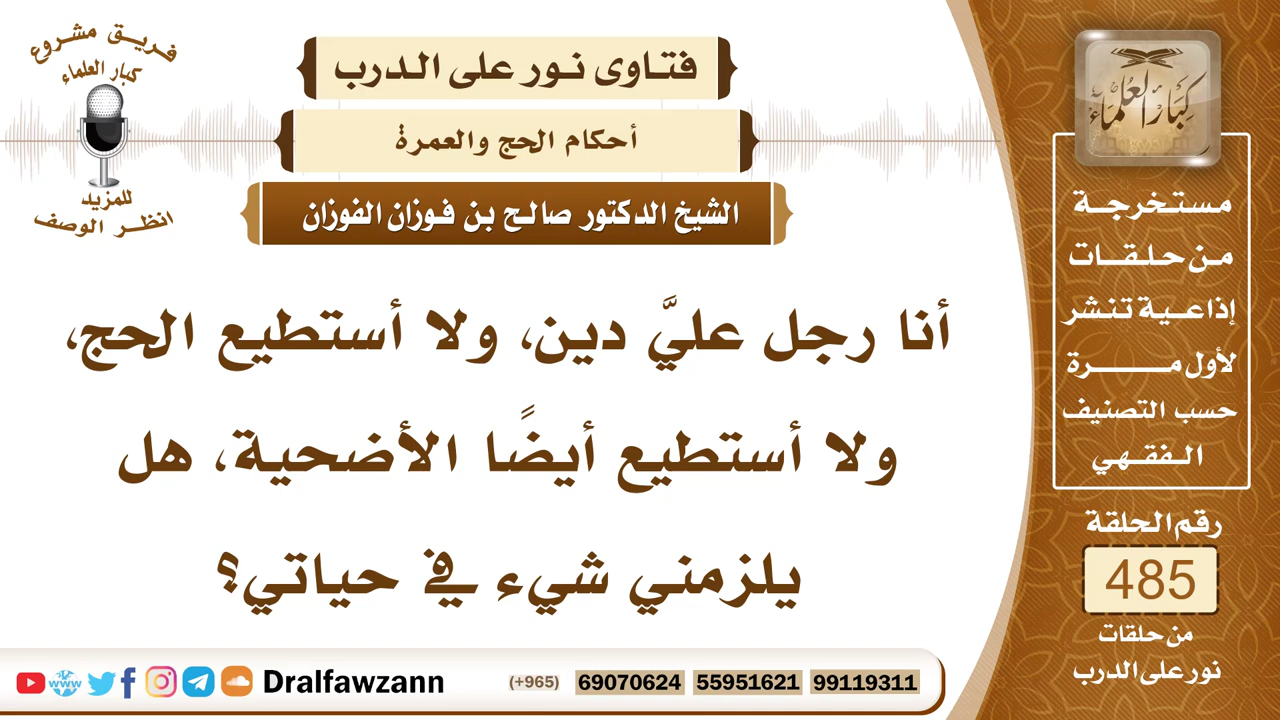 فريق مشروع
كبار العلماء
للمزيد
انظر الوصف
فتاوى نور على الدرب
أحكام الحج والعمرة
الشيخ الدكتور صالح بن فوزان الفوزان
أنا رجل عليَّ دين، ولا أستطيع الحج،
ولا أستطيع أيضًا الأضحية، هل
يلزمني شيء في حياتي؟
كبار العلماء
مستخرجة
من حلقات
إذاعية تنشر
لأول مرة
حسب التصنيف
الفقهي
رقم الحلقة
485
من حلقات
نور على الدرب
www
Dralfawzann
(+965) 69070624 55951621 99119311